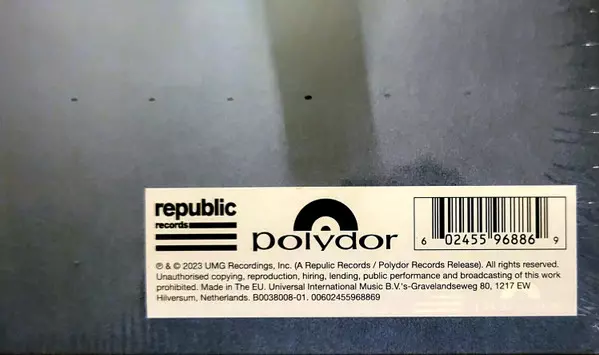 republic
records
polydor
6 02455 96886 9
℗ & © 2023 UMG Recordings, Inc. (A Repulic Records / Polydor Records Release). All rights reserved.
Unauthorised copying, reproduction, hiring, lending, public performance and broadcasting of this work
prohibited. Made in The EU. Universal International Music B.V.'s-Gravelandseweg 80, 1217 EW
Hilversum, Netherlands. B0038008-01. 00602455968869